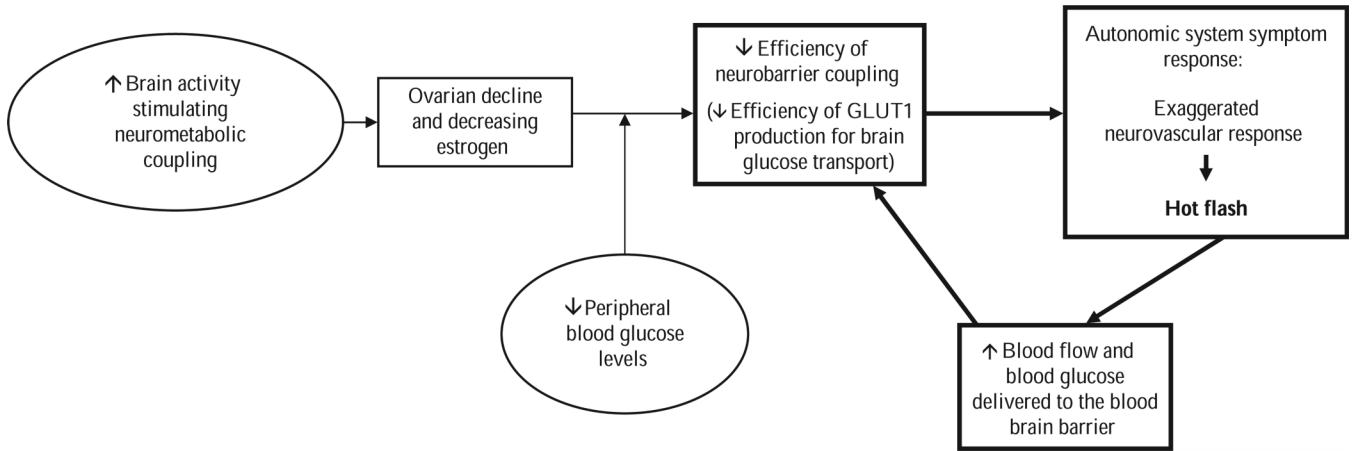 ↑ Brain activity
stimulating
neurometabolic
coupling
Ovarian decline
and decreasing
estrogen
↓ Peripheral
blood glucose
levels
↓ Efficiency of
neurobarrier coupling
(↓ Efficiency of GLUT1
production for brain
glucose transport)
Autonomic system symptom
response:
Exaggerated
neurovascular response
Hot flash
↑ Blood flow and
blood glucose
delivered to the blood
brain barrier